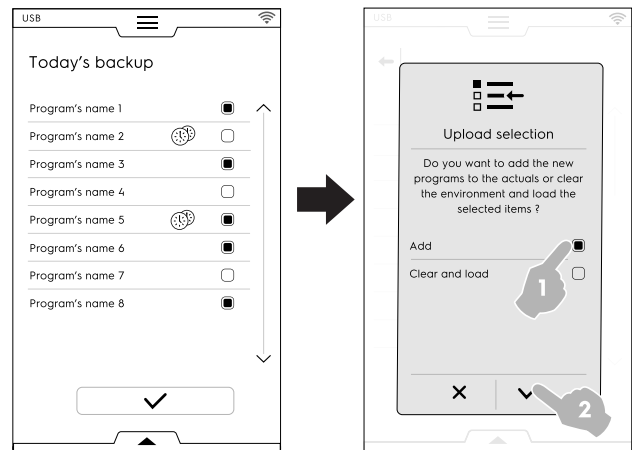 USB
Today's backup
Program's name 1
Program's name 2
Program's name 3
Program's name 4
Program's name 5
Program's name 6
Program's name 7
Program's name 8
USB
Upload selection
Do you want to add the new
programs to the actuals or clear
the environment and load the
selected items ?
Add
Clear and load
1
2